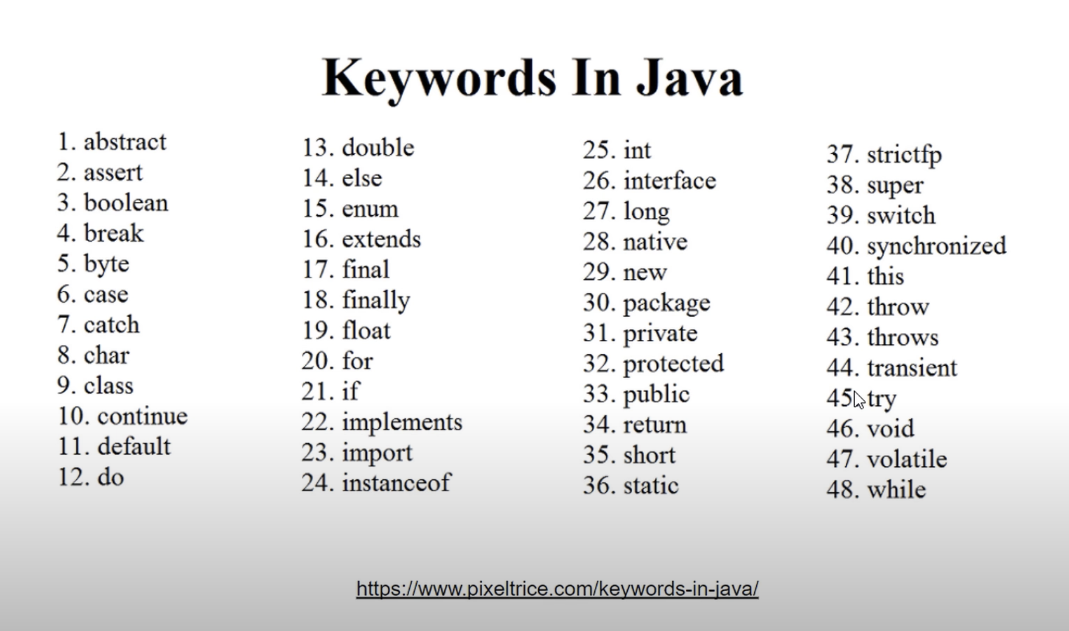 Keywords In Java
1. abstract
2. assert
3. boolean
4. break
5. byte
6. case
7. catch
8. char
9. class
10. continue
11. default
12. do
13. double
14. else
15. enum
16. extends
17. final
18. finally
19. float
20. for
21. if
22. implements
23. import
24. instanceof
25. int
26. interface
27. long
28. native
29. new
30. package
31. private
32. protected
33. public
34. return
35. short
36. static
37. strictfp
38. super
39. switch
40. synchronized
41. this
42. throw
43. throws
44. transient
45. try
46. void
47. volatile
48. while
https://www.pixeltrice.com/keywords-in-java/